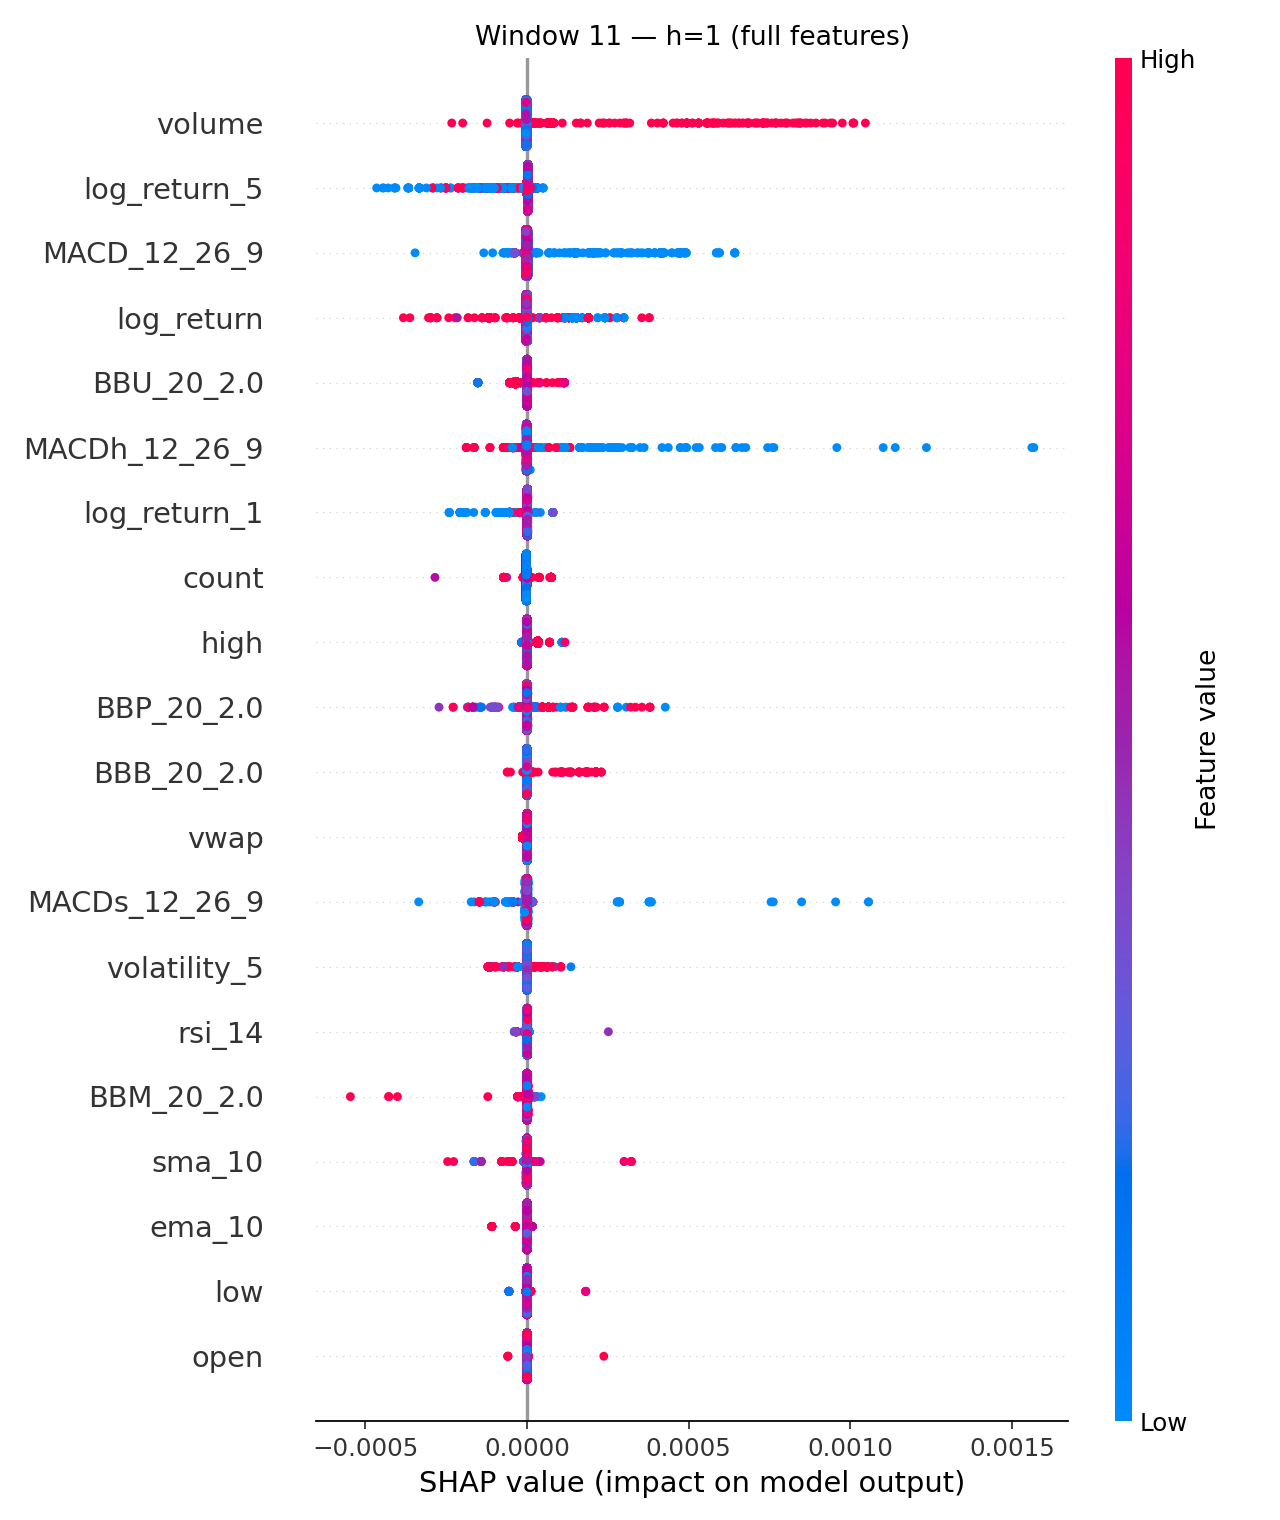 Window 11 — h=1 (full features)
High
volume
log_return_5
MACD_12_26_9
log_return
BBU_20_2.0
MACDh_12_26_9
log_return_1
count
high
BBP_20_2.0
BBB_20_2.0
vwap
MACDs_12_26_9
volatility_5
rsi_14
BBM_20_2.0
sma_10
ema_10
low
open
Feature value
Low
−0.0005 0.0000 0.0005 0.0010 0.0015
SHAP value (impact on model output)